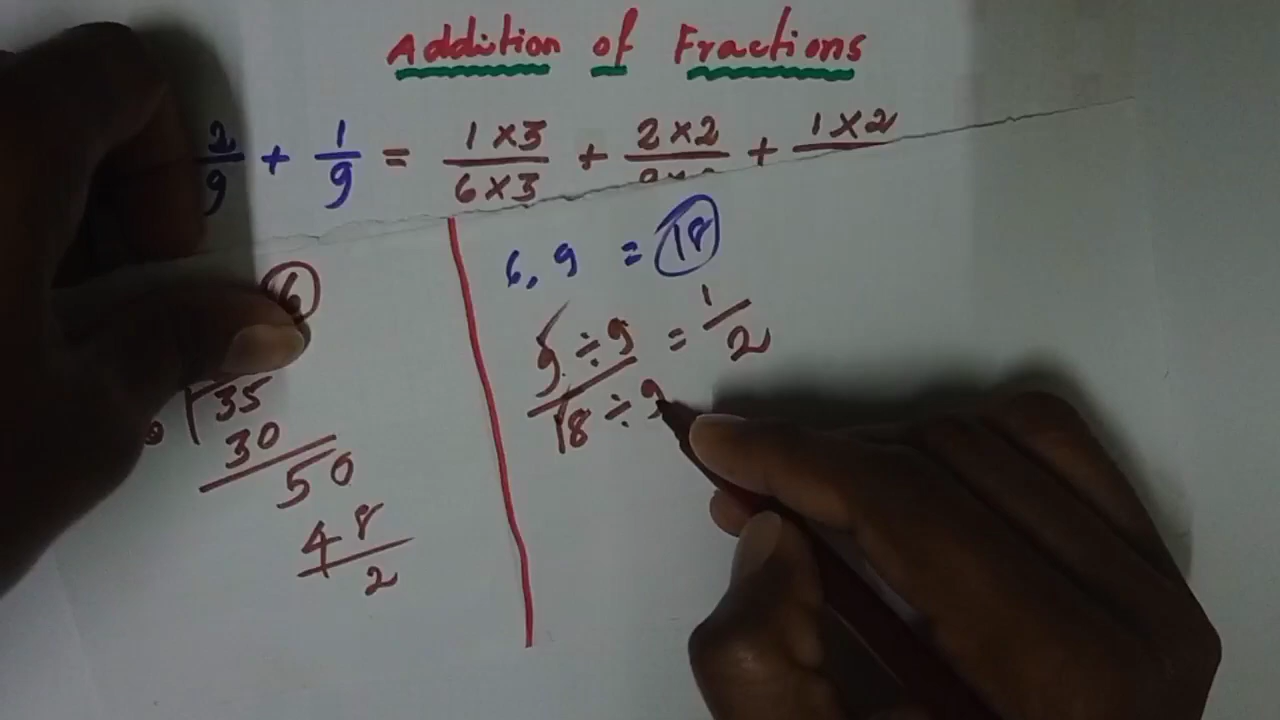 Addition of Fractions
2/9 + 1/9 = 1×3/6×3 + 2×2/ + 1×2/
6, 9 = 18
6
9÷9/18÷9 = 1/2
35
30
50
48
2